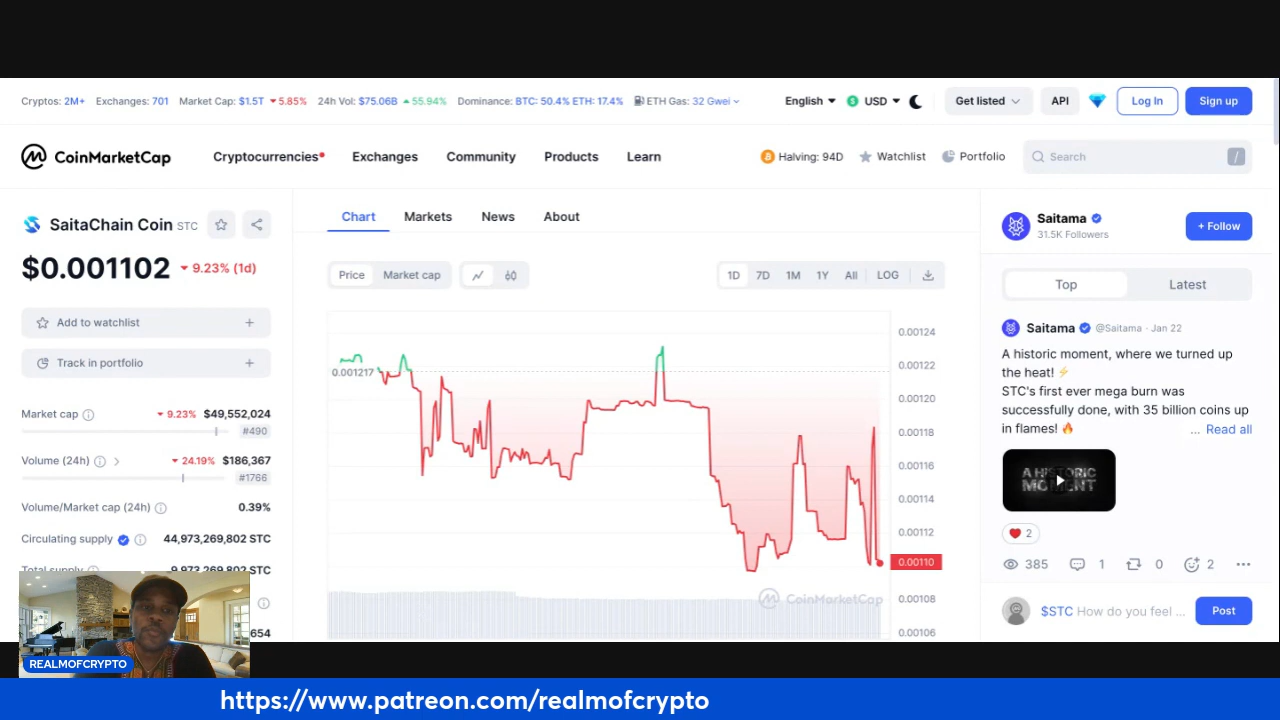 Cryptos: 2M+ Exchanges: 701 Market Cap: $1.5T 5.85% 24h Vol: $75.06B 55.94% Dominance: BTC: 50.4% ETH: 17.4% ETH Gas: 32 Gwei English USD Get listed API Log In Sign up
CoinMarketCap Cryptocurrencies Exchanges Community Products Learn Halving: 94D Watchlist Portfolio Search /
SaitaChain Coin STC
$0.001102 9.23% (1d)
Add to watchlist +
Track in portfolio +
Market cap 9.23% $49,552,024
#490
Volume (24h) 24.19% $186,367
#1766
Volume/Market cap (24h) 0.39%
Circulating supply 44,973,269,802 STC
Total supply 9,973,269,802 STC
654
REALMOFCRYPTO
Chart Markets News About
Price Market cap 1D 7D 1M 1Y All LOG
0.001217
0.00124
0.00122
0.00120
0.00118
0.00116
0.00114
0.00112
0.00110
0.00108
0.00106
CoinMarketCap
Saitama
31.5K Followers
+ Follow
Top Latest
Saitama @Saitama · Jan 22
A historic moment, where we turned up
the heat! ⚡
STC's first ever mega burn was
successfully done, with 35 billion coins up
in flames! 🔥 ... Read all
A HISTORIC
MOMENT
2
385 1 0 2
$STC How do you feel ... Post
https://www.patreon.com/realmofcrypto